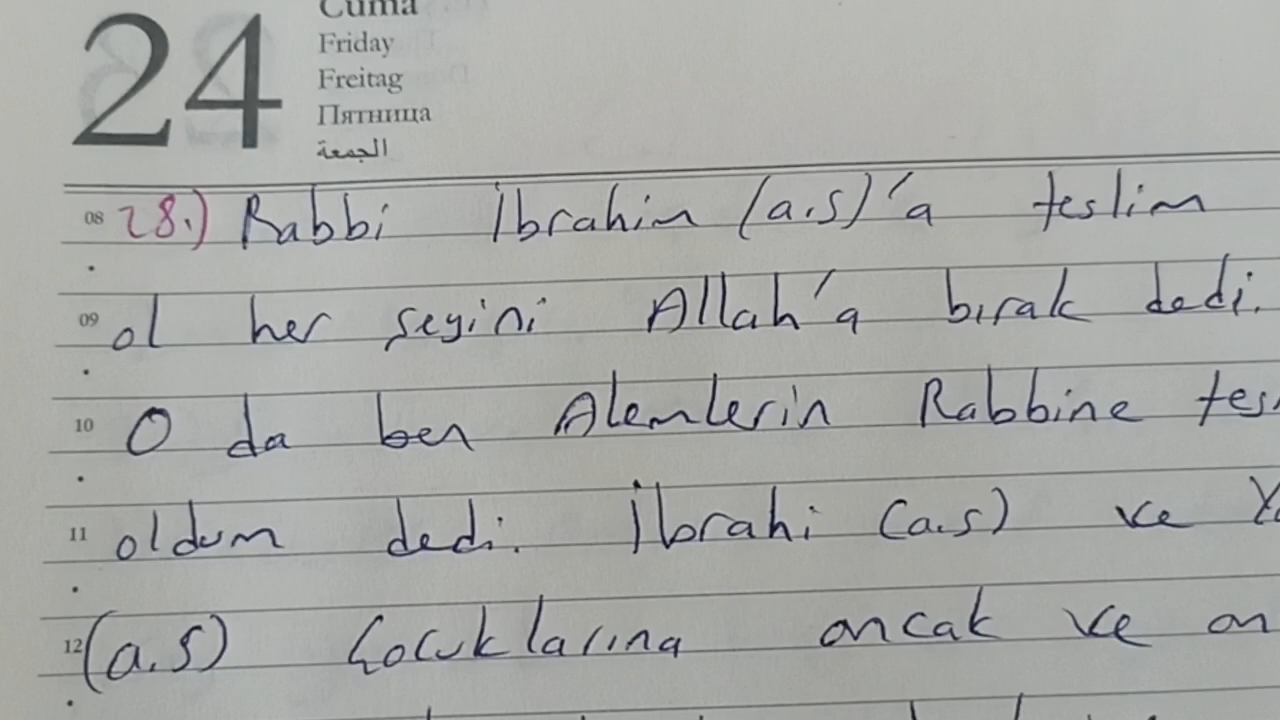 24
Cuma
Friday
Freitag
Пятница
الجمعة
08 28.) Rabbi İbrahim (a.s)'a teslim
09 ol her şeyini Allah'a bırak dedi.
10 O da ben Alemlerin Rabbine
11 oldum dedi. İbrahi (a.s) ve
12 (a.s) Çocuklarına ancak ve